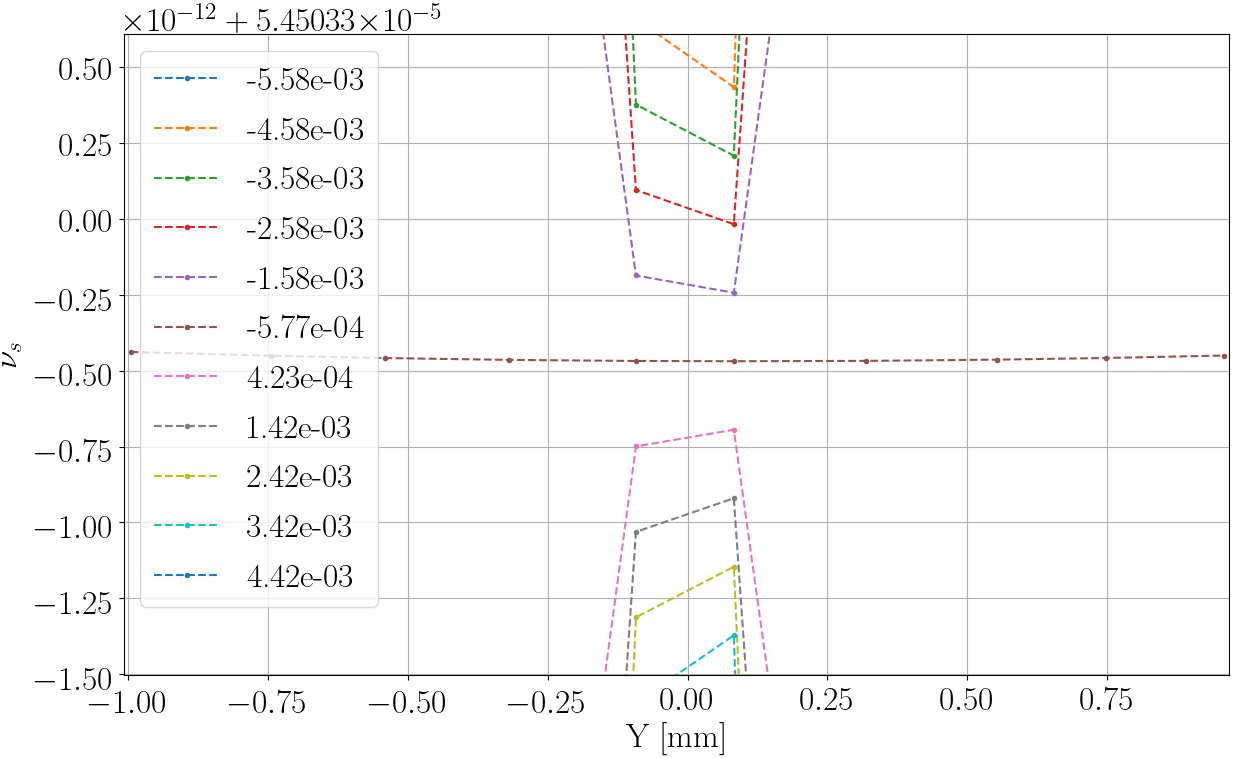 ×10⁻¹² + 5.45033×10⁻⁵
0.50
0.25
0.00
−0.25
−0.50
−0.75
−1.00
−1.25
−1.50
νₛ
-5.58e-03
-4.58e-03
-3.58e-03
-2.58e-03
-1.58e-03
-5.77e-04
4.23e-04
1.42e-03
2.42e-03
3.42e-03
4.42e-03
−1.00 −0.75 −0.50 −0.25 0.00 0.25 0.50 0.75
Y [mm]